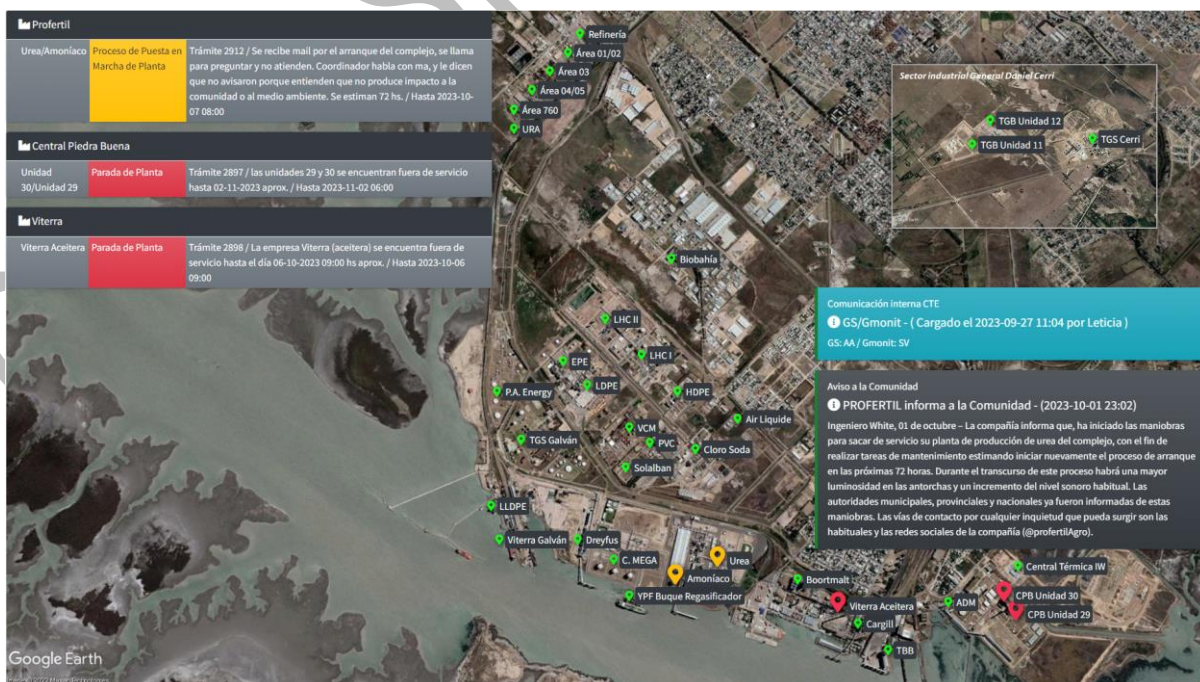 Profertil
Urea/Amoníaco
Proceso de Puesta en
Marcha de Planta
Trámite 2912 / Se recibe mail por el arranque del complejo, se llama
para preguntar y no atienden. Coordinador habla con ma, y le dicen
que no avisaron porque entienden que no produce impacto a la
comunidad o al medio ambiente. Se estiman 72 hs. / Hasta 2023-10-
07 08:00
Central Piedra Buena
Unidad
30/Unidad 29
Parada de Planta
Trámite 2897 / las unidades 29 y 30 se encuentran fuera de servicio
hasta 02-11-2023 aprox. / Hasta 2023-11-02 06:00
Viterra
Viterra Aceitera
Parada de Planta
Trámite 2898 / La empresa Viterra (aceitera) se encuentra fuera de
servicio hasta el día 06-10-2023 09:00 hs aprox. / Hasta 2023-10-06
09:00
Refinería
Área 01/02
Área 03
Área 04/05
Área 760
URA
Sector industrial General Daniel Cerri
TGB Unidad 12
TGB Unidad 11
TGS Cerri
Biobahía
LHC II
LHC I
EPE
LDPE
HDPE
P.A. Energy
Air Liquide
VCM
TGS Galván
PVC
Cloro Soda
Solalban
LLDPE
Viterra Galván
Dreyfus
C. MEGA
Urea
Amoníaco
YPF Buque Regasificador
Boortmalt
Viterra Aceitera
Cargill
TBB
ADM
Central Térmica IW
CPB Unidad 30
CPB Unidad 29
Comunicación interna CTE
GS/Gmonit - ( Cargado el 2023-09-27 11:04 por Leticia )
GS: AA / Gmonit: SV
Aviso a la Comunidad
PROFERTIL informa a la Comunidad - (2023-10-01 23:02)
Ingeniero White, 01 de octubre – La compañía informa que, ha iniciado las maniobras
para sacar de servicio su planta de producción de urea del complejo, con el fin de
realizar tareas de mantenimiento estimando iniciar nuevamente el proceso de arranque
en las próximas 72 horas. Durante el transcurso de este proceso habrá una mayor
luminosidad en las antorchas y un incremento del nivel sonoro habitual. Las
autoridades municipales, provinciales y nacionales ya fueron informadas de estas
maniobras. Las vías de contacto por cualquier inquietud que pueda surgir son las
habituales y las redes sociales de la compañía (@profertilAgro).
Google Earth